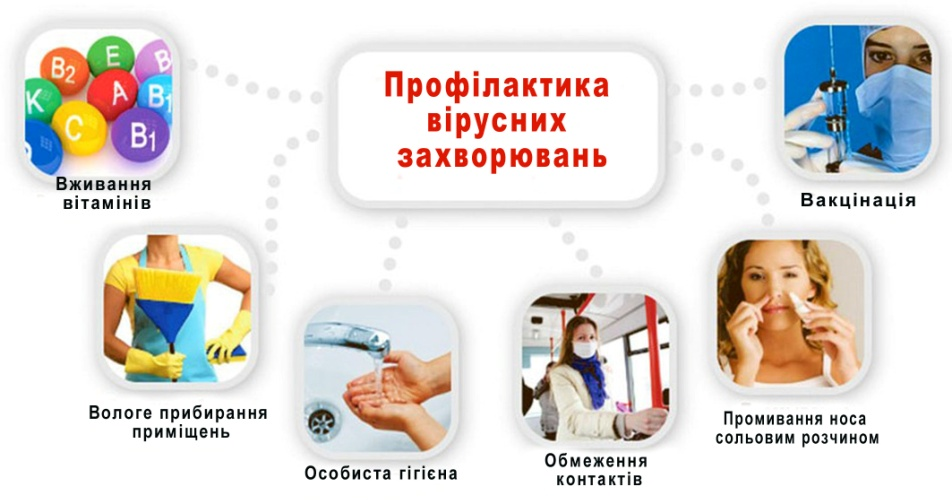 Профілактика
вірусних
захворювань
B2
E
B
K
A
B1
C
B1
Вживання
вітамінів
Вакцінація
Вологе прибирання
приміщень
Особиста гігієна
Обмеження
контактів
Промивання носа
сольовим розчином